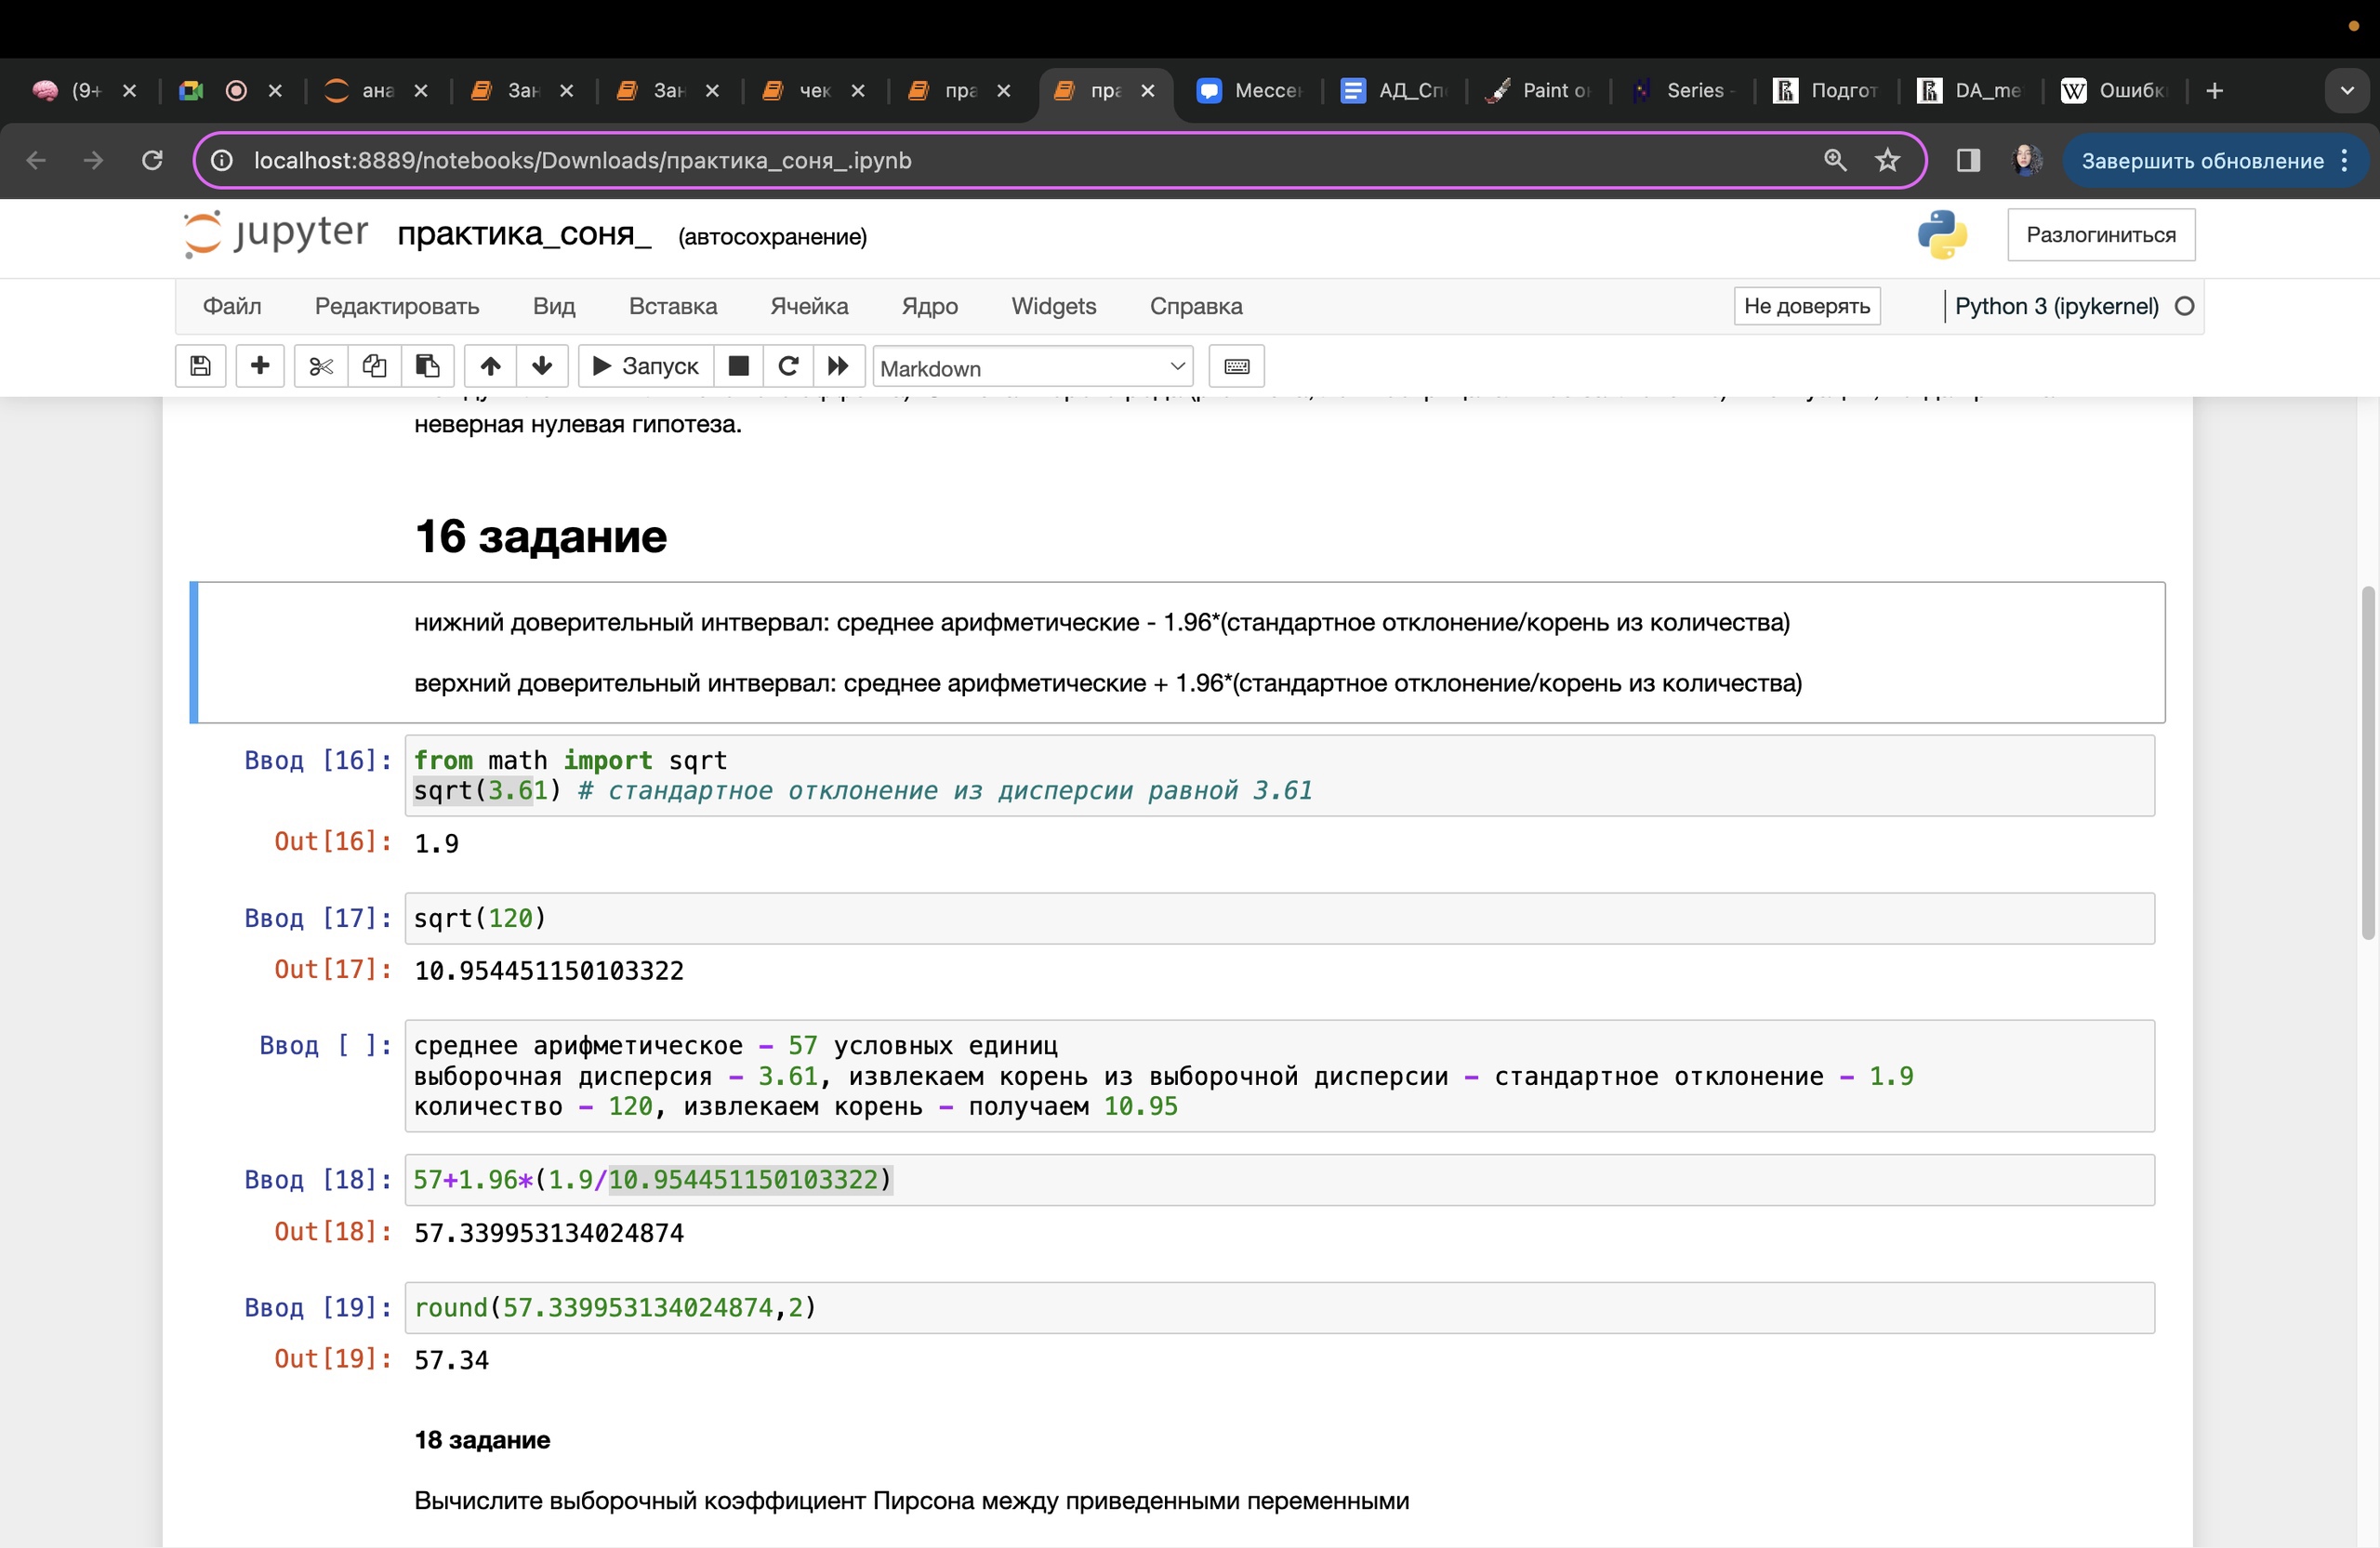 (9+
ана
Зан
Зан
чек
пра
пра
Мессе
АД_Сп
Paint o
Series -
Подгот
DA_me
Ошибк
localhost:8889/notebooks/Downloads/практика_соня_.ipynb
Завершить обновление
jupyter практика_соня_ (автосохранение)
Разлогиниться
Файл Редактировать Вид Вставка Ячейка Ядро Widgets Справка
Не доверять
Python 3 (ipykernel)
Запуск
Markdown
неверная нулевая гипотеза.
16 задание
нижний доверительный интвервал: среднее арифметические - 1.96*(стандартное отклонение/корень из количества)
верхний доверительный интвервал: среднее арифметические + 1.96*(стандартное отклонение/корень из количества)
Ввод [16]: from math import sqrt
sqrt(3.61) # стандартное отклонение из дисперсии равной 3.61
Out[16]: 1.9
Ввод [17]: sqrt(120)
Out[17]: 10.954451150103322
Ввод [ ]: среднее арифметическое - 57 условных единиц
выборочная дисперсия - 3.61, извлекаем корень из выборочной дисперсии - стандартное отклонение - 1.9
количество - 120, извлекаем корень - получаем 10.95
Ввод [18]: 57+1.96*(1.9/10.954451150103322)
Out[18]: 57.339953134024874
Ввод [19]: round(57.339953134024874,2)
Out[19]: 57.34
18 задание
Вычислите выборочный коэффициент Пирсона между приведенными переменными